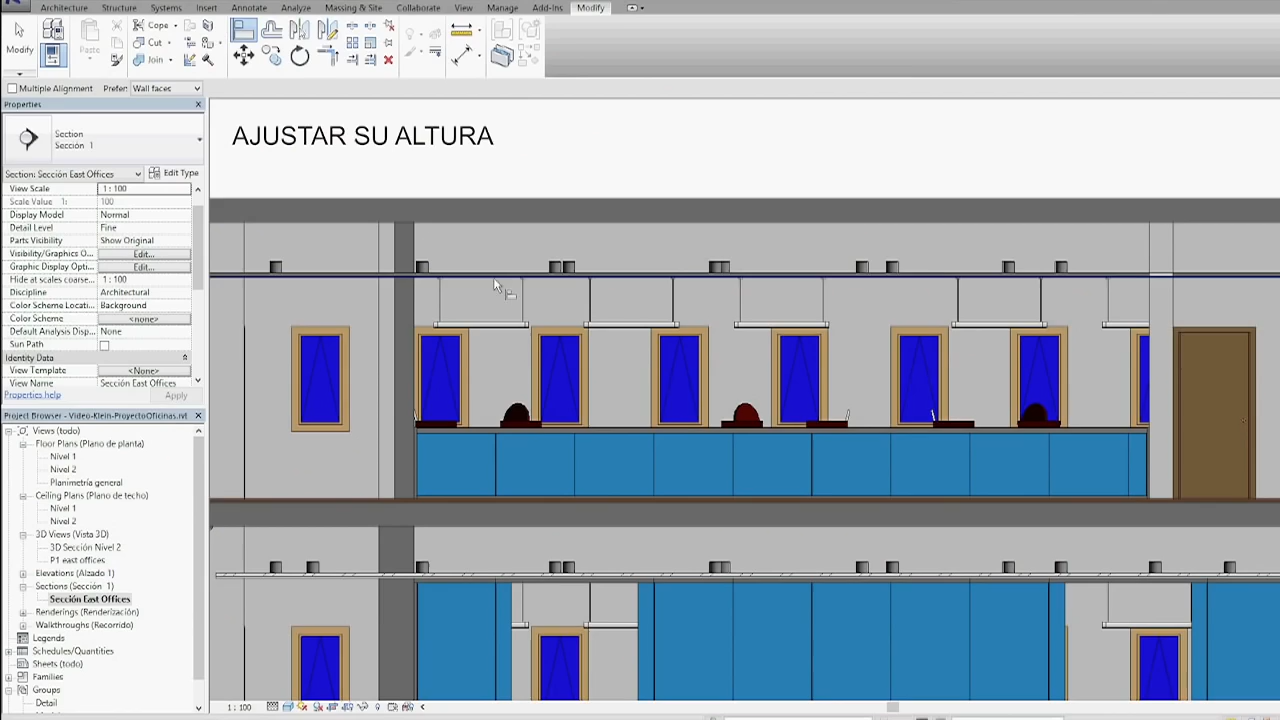 Architecture Structure Systems Insert Annotate Analyze Massing & Site Collaborate View Manage Add-Ins Modify
Modify
Paste
Cope
Cut
Join
Multiple Alignment Prefer: Wall faces
Properties
Section
Sección 1
Section: Sección East Offices Edit Type
View Scale 1 : 100
Scale Value 1: 100
Display Model Normal
Detail Level Fine
Parts Visibility Show Original
Visibility/Graphics O... Edit...
Graphic Display Opti... Edit...
Hide at scales coarse... 1 : 100
Discipline Architectural
Color Scheme Locati... Background
Color Scheme <none>
Default Analysis Disp... None
Sun Path
Identity Data
View Template <None>
View Name Sección East Offices
Properties help Apply
Project Browser - Video-Klein-ProyectoOficinas.rvt
Views (todo)
Floor Plans (Plano de planta)
Nivel 1
Nivel 2
Planimetría general
Ceiling Plans (Plano de techo)
Nivel 1
Nivel 2
3D Views (Vista 3D)
3D Sección Nivel 2
P1 east offices
Elevations (Alzado 1)
Sections (Sección 1)
Sección East Offices
Renderings (Renderización)
Walkthroughs (Recorrido)
Legends
Schedules/Quantities
Sheets (todo)
Families
Groups
Detail
AJUSTAR SU ALTURA
1 : 100